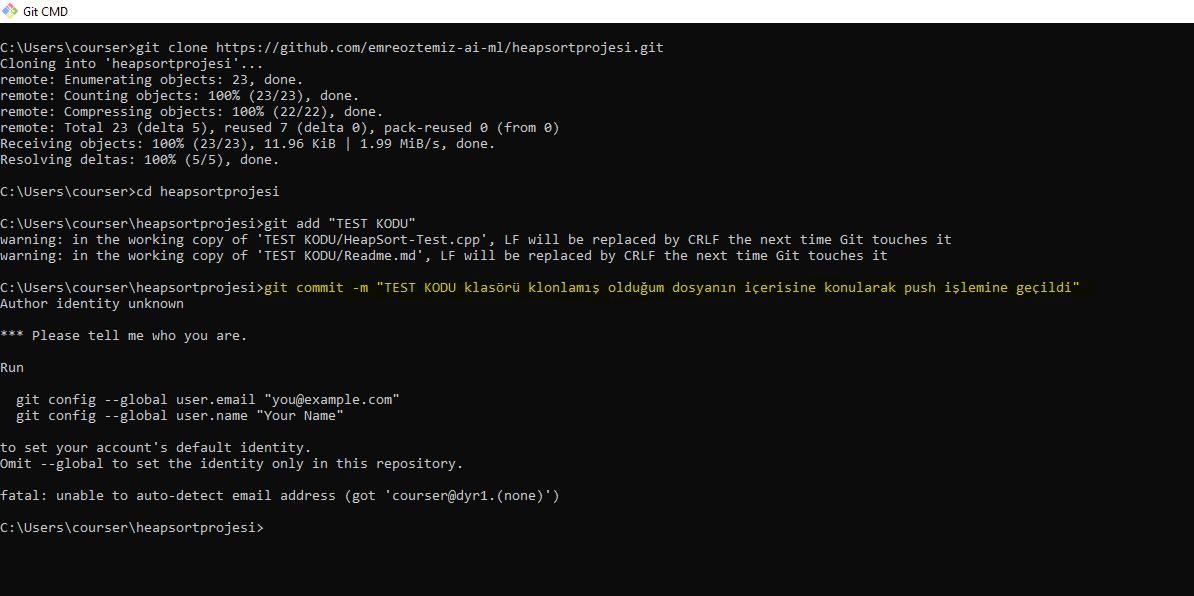 Git CMD
C:\Users\courser>git clone https://github.com/emreoztemiz-ai-ml/heapsortprojesi.git
Cloning into 'heapsortprojesi'...
remote: Enumerating objects: 23, done.
remote: Counting objects: 100% (23/23), done.
remote: Compressing objects: 100% (22/22), done.
remote: Total 23 (delta 5), reused 7 (delta 0), pack-reused 0 (from 0)
Receiving objects: 100% (23/23), 11.96 KiB | 1.99 MiB/s, done.
Resolving deltas: 100% (5/5), done.
C:\Users\courser>cd heapsortprojesi
C:\Users\courser\heapsortprojesi>git add "TEST KODU"
warning: in the working copy of 'TEST KODU/HeapSort-Test.cpp', LF will be replaced by CRLF the next time Git touches it
warning: in the working copy of 'TEST KODU/Readme.md', LF will be replaced by CRLF the next time Git touches it
C:\Users\courser\heapsortprojesi>git commit -m "TEST KODU klasörü klonlamış olduğum dosyanın içerisine konularak push işlemine geçildi"
Author identity unknown
*** Please tell me who you are.
Run
  git config --global user.email "you@example.com"
  git config --global user.name "Your Name"
to set your account's default identity.
Omit --global to set the identity only in this repository.
fatal: unable to auto-detect email address (got 'courser@dyr1.(none)')
C:\Users\courser\heapsortprojesi>